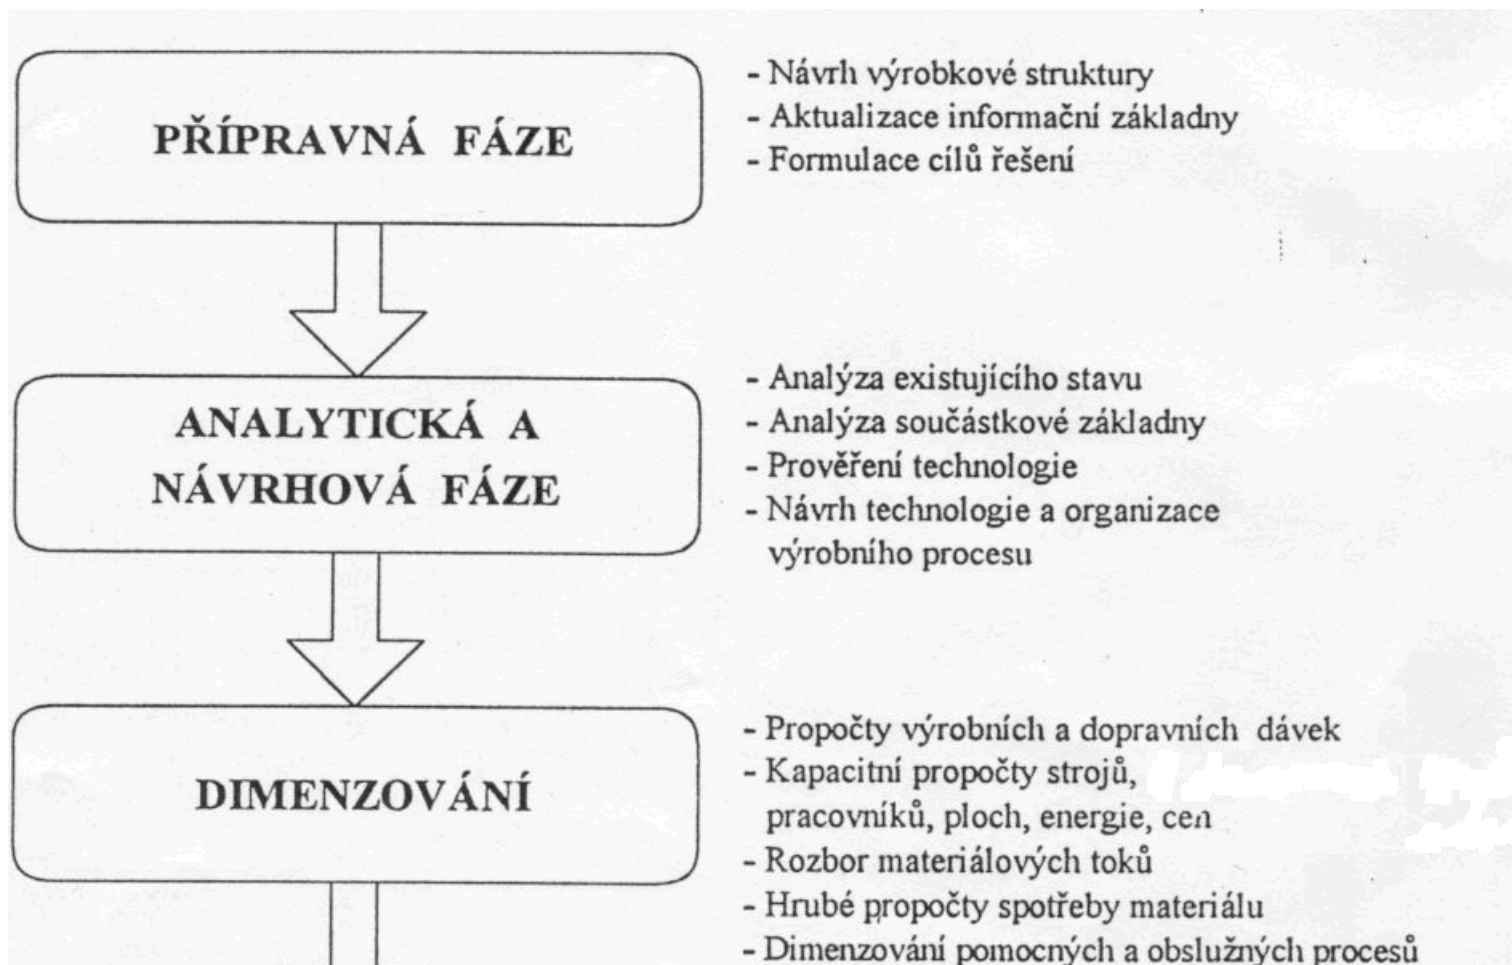 PŘÍPRAVNÁ FÁZE
- Návrh výrobkové struktury
- Aktualizace informační základny
- Formulace cílů řešení
ANALYTICKÁ A
NÁVRHOVÁ FÁZE
- Analýza existujícího stavu
- Analýza součástkové základny
- Prověření technologie
- Návrh technologie a organizace
výrobního procesu
DIMENZOVÁNÍ
- Propočty výrobních a dopravních dávek
- Kapacitní propočty strojů,
pracovníků, ploch, energie, cen
- Rozbor materiálových toků
- Hrubé propočty spotřeby materiálu
- Dimenzování pomocných a obslužných procesů